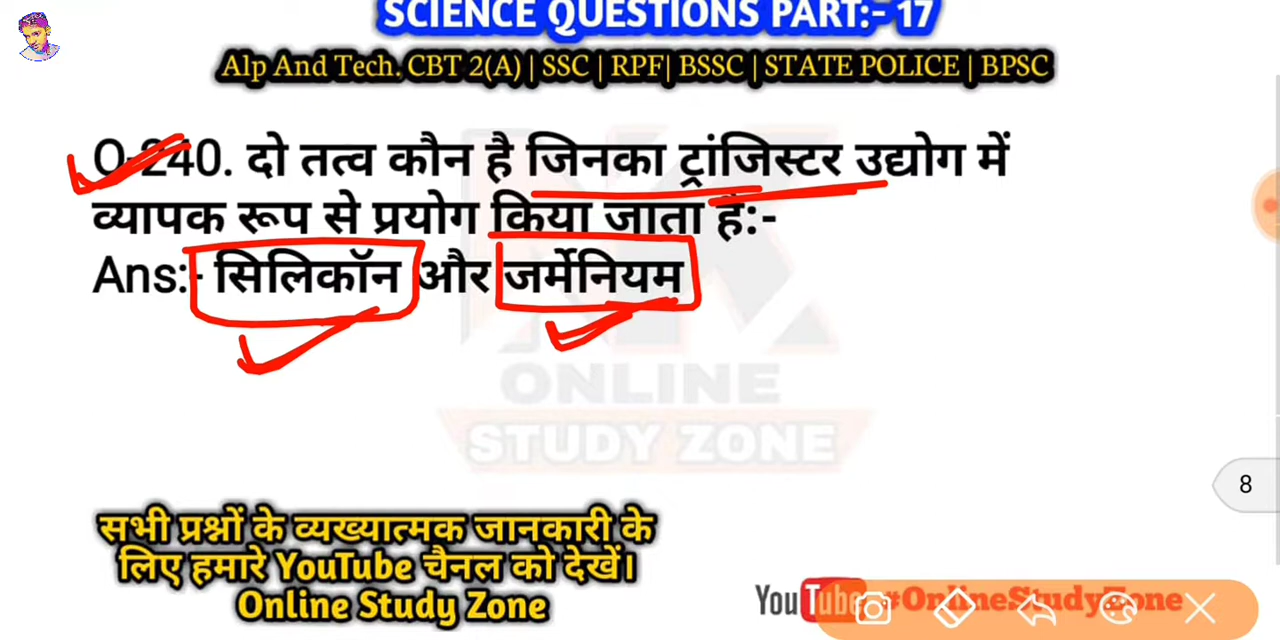 SCIENCE QUESTIONS PART:- 17
Alp And Tech, CBT 2(A) | SSC | RPF| BSSC | STATE POLICE | BPSC
Q-240. दो तत्व कौन है जिनका ट्रांजिस्टर उद्योग में
व्यापक रूप से प्रयोग किया जाता है:-
Ans:- सिलिकॉन और जर्मेनियम
ONLINE
STUDY ZONE
8
सभी प्रश्नों के व्यख्यात्मक जानकारी के
लिए हमारे YouTube चैनल को देखें।
Online Study Zone
YouTube #OnlineStudyZone